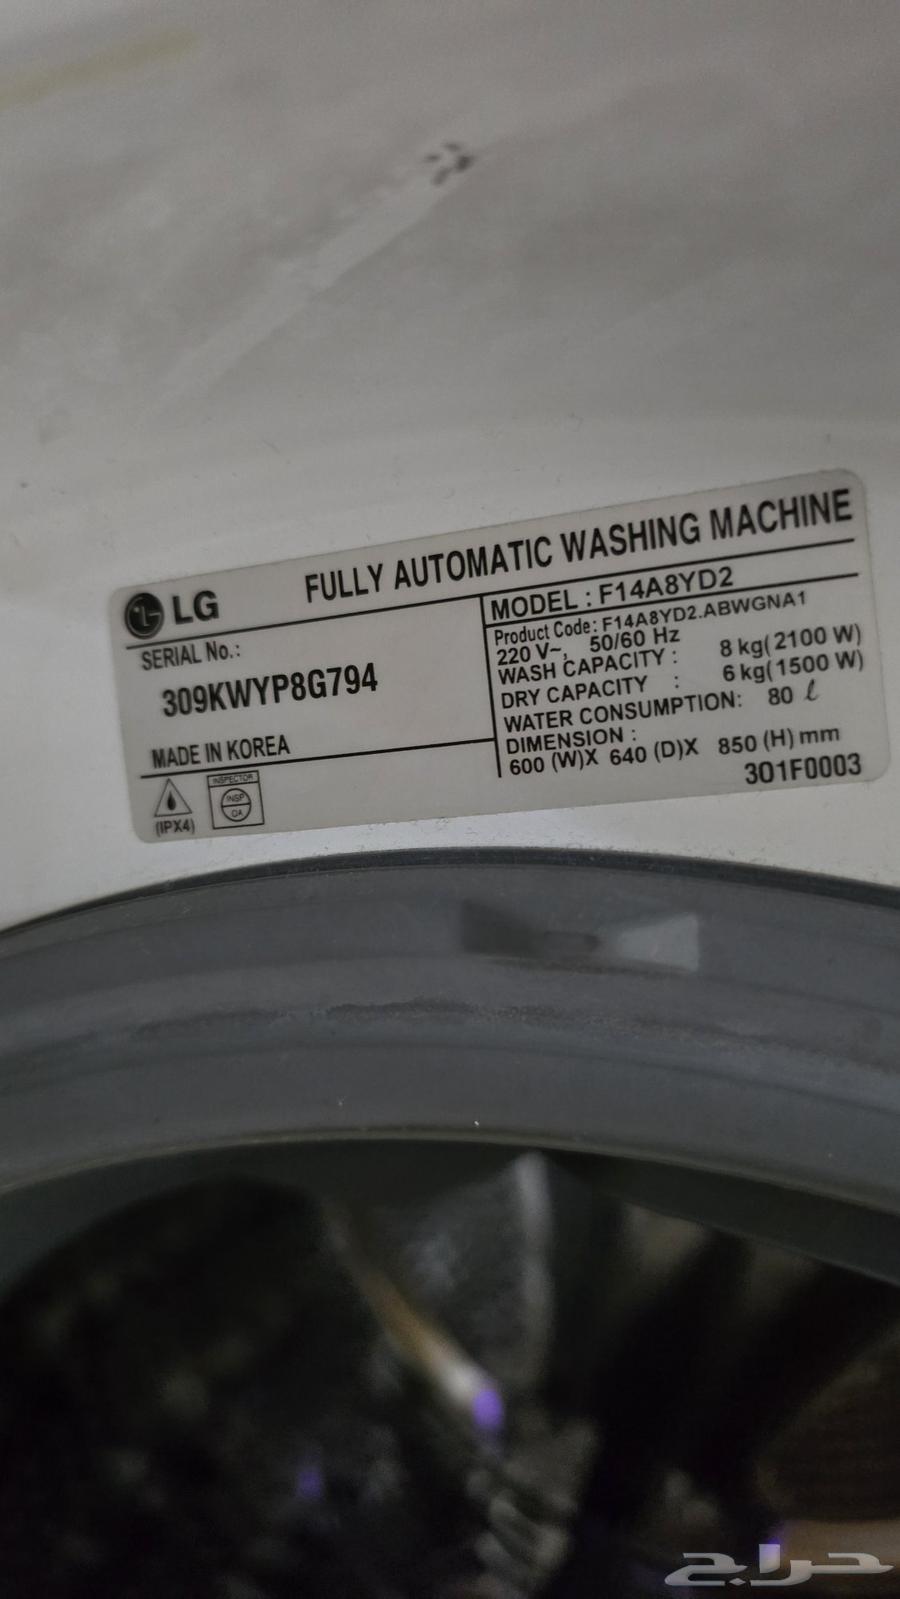 LG FULLY AUTOMATIC WASHING MACHINE
SERIAL No.:
309KWYP8G794
MADE IN KOREA
(IPX4)
INSPECTOR
INSP
QA
MODEL : F14A8YD2
Product Code: F14A8YD2.ABWGNA1
220 V~, 50/60 Hz
WASH CAPACITY : 8 kg(2100 W)
DRY CAPACITY : 6 kg(1500 W)
WATER CONSUMPTION: 80 ℓ
DIMENSION :
600 (W)X 640 (D)X 850 (H) mm
301F0003
حراج